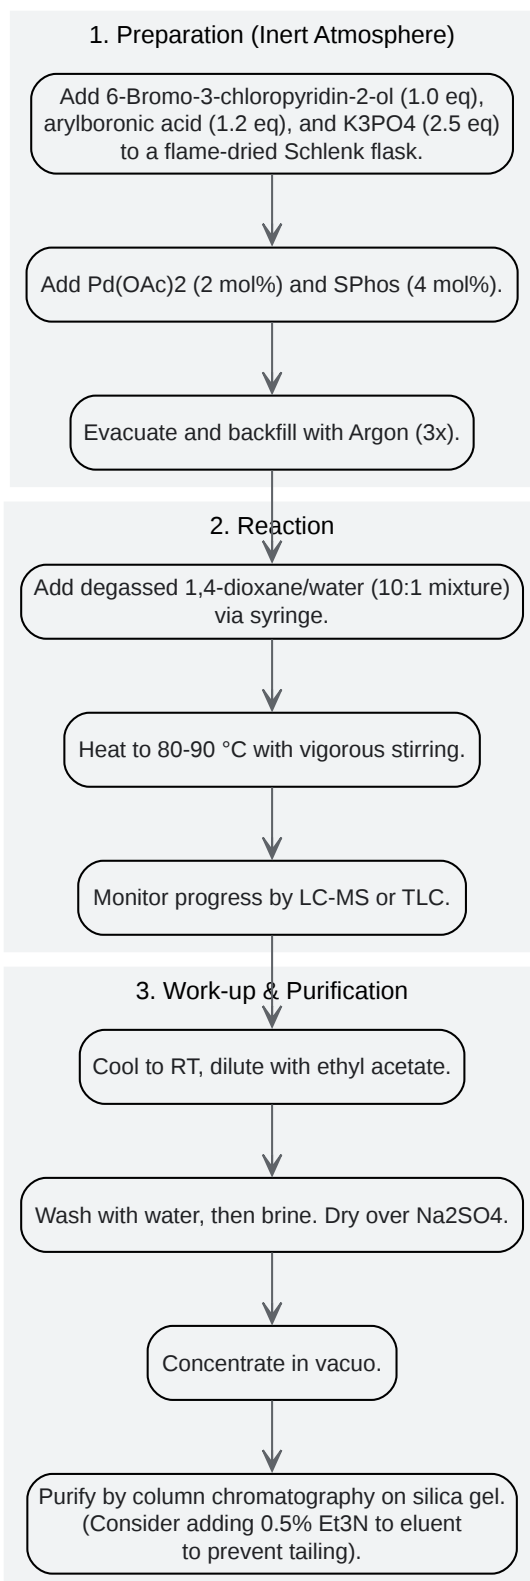 1. Preparation (Inert Atmosphere)
Add 6-Bromo-3-chloropyridin-2-ol (1.0 eq),
arylboronic acid (1.2 eq), and K3PO4 (2.5 eq)
to a flame-dried Schlenk flask.
Add Pd(OAc)2 (2 mol%) and SPhos (4 mol%).
Evacuate and backfill with Argon (3x).
2. Reaction
Add degassed 1,4-dioxane/water (10:1 mixture)
via syringe.
Heat to 80-90 °C with vigorous stirring.
Monitor progress by LC-MS or TLC.
3. Work-up & Purification
Cool to RT, dilute with ethyl acetate.
Wash with water, then brine. Dry over Na2SO4.
Concentrate in vacuo.
Purify by column chromatography on silica gel.
(Consider adding 0.5% Et3N to eluent
to prevent tailing).